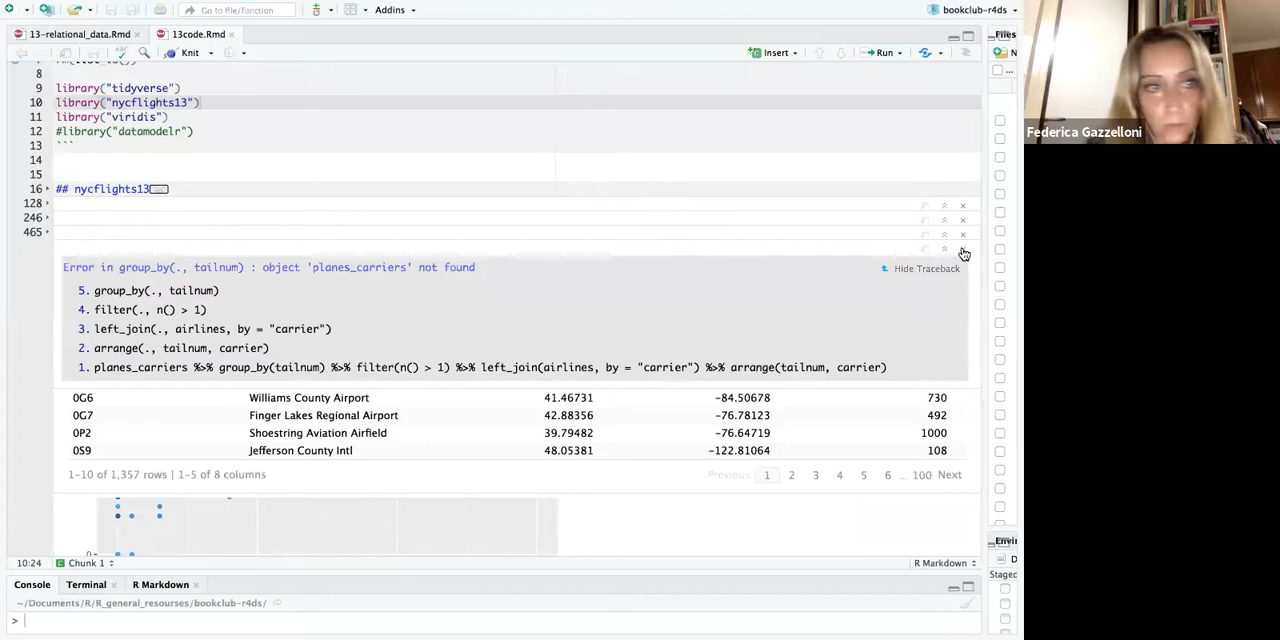 Go to file/function
Addins
bookclub-r4ds
13-relational_data.Rmd
13code.Rmd
Files
Knit
Insert
Run
N
...
8
9 library("tidyverse")
10 library("nycflights13")
11 library("viridis")
12 #library("datamodelr")
13 ```
14
15
16 ## nycflights13
128
246
465
Error in group_by(., tailnum) : object 'planes_carriers' not found
Hide Traceback
5. group_by(., tailnum)
4. filter(., n() > 1)
3. left_join(., airlines, by = "carrier")
2. arrange(., tailnum, carrier)
1. planes_carriers %>% group_by(tailnum) %>% filter(n() > 1) %>% left_join(airlines, by = "carrier") %>% arrange(tailnum, carrier)
0G6 Williams County Airport 41.46731 -84.50678 730
0G7 Finger Lakes Regional Airport 42.88356 -76.78123 492
0P2 Shoestring Aviation Airfield 39.79482 -76.64719 1000
0S9 Jefferson County Intl 48.05381 -122.81064 108
1-10 of 1,357 rows | 1-5 of 8 columns
Previous 1 2 3 4 5 6 ... 100 Next
0
10:24 Chunk 1 R Markdown
Envir
D
Staged
Console Terminal R Markdown
~/Documents/R/R_general_resourses/bookclub-r4ds/
>
Federica Gazzelloni